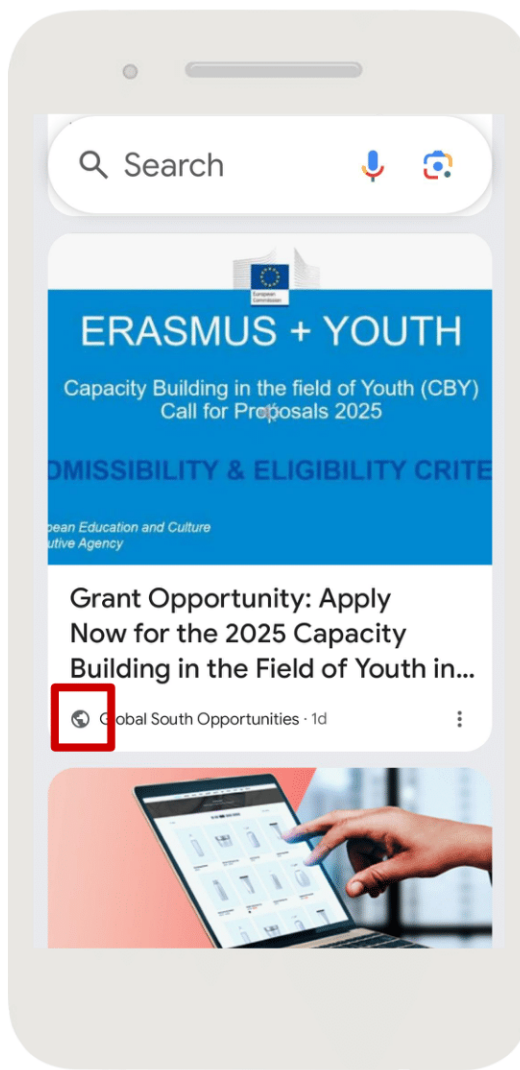 Search
European
Commission
ERASMUS + YOUTH
Capacity Building in the field of Youth (CBY)
Call for Proposals 2025
OMISSIBILITY & ELIGIBILITY CRITE
pean Education and Culture
utive Agency
Grant Opportunity: Apply
Now for the 2025 Capacity
Building in the Field of Youth in...
Global South Opportunities · 1d